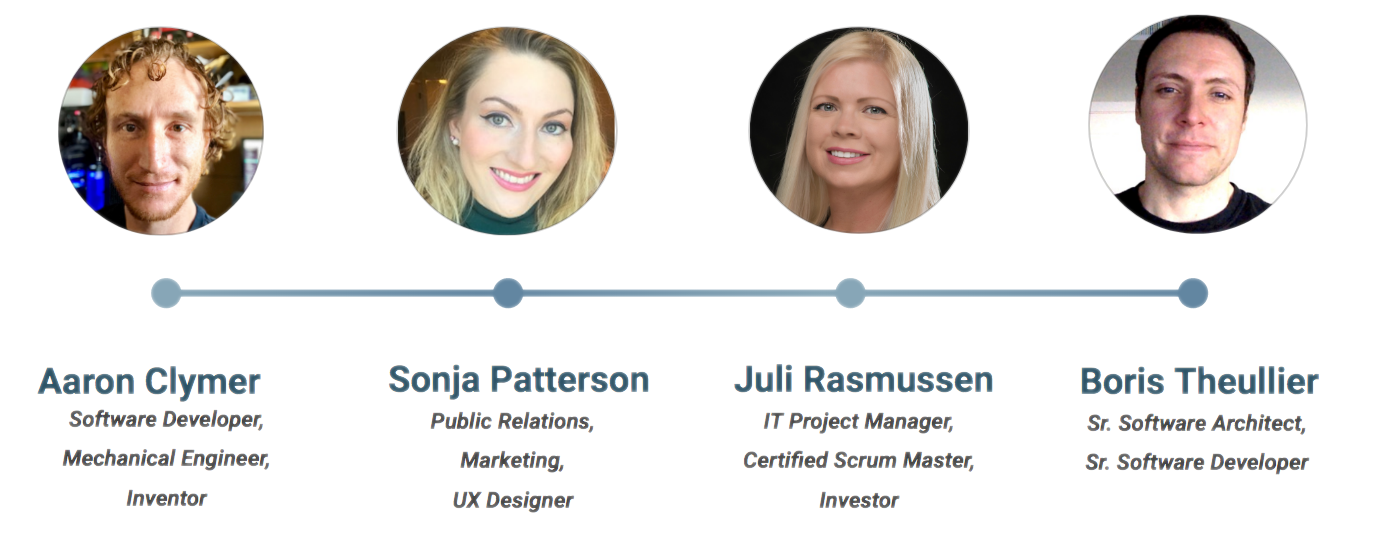 Aaron Clymer
Software Developer,
Mechanical Engineer,
Inventor
Sonja Patterson
Public Relations,
Marketing,
UX Designer
Juli Rasmussen
IT Project Manager,
Certified Scrum Master,
Investor
Boris Theullier
Sr. Software Architect,
Sr. Software Developer